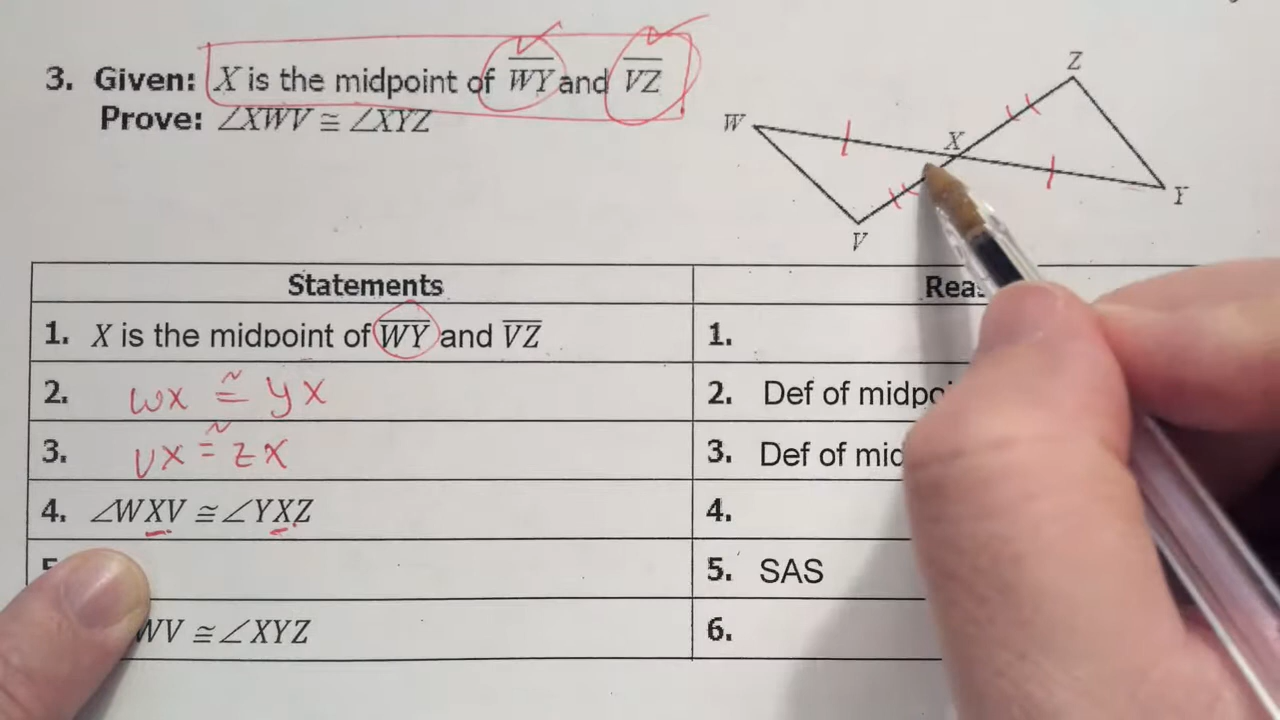 3. Given: X is the midpoint of WY and VZ
Prove: ∠XWV ≅ ∠XYZ
Z
W
X
Y
V
Statements
1. X is the midpoint of WY and VZ
1.
2. wx ≅ yx
2. Def of midpo
3. vx ≅ zx
3. Def of mid
4. ∠WXV ≅ ∠YXZ
4.
5. SAS
WV ≅ ∠XYZ
6.